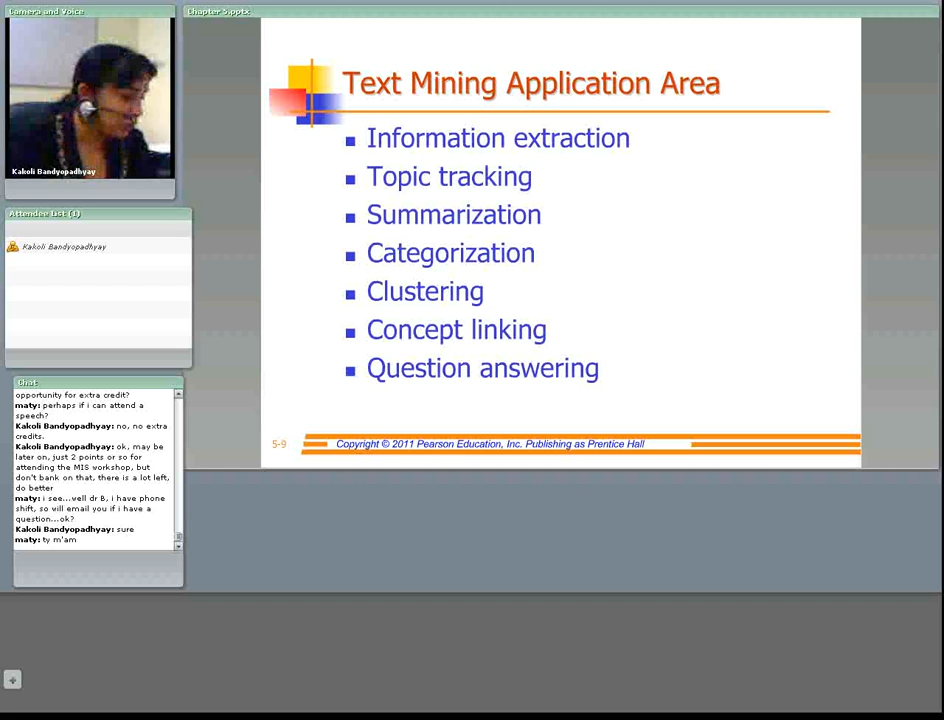 Camera and Voice
Chapter 5.pptx
Kakoli Bandyopadhyay
Attendee List (1)
Kakoli Bandyopadhyay
Chat
opportunity for extra credit?
maty: perhaps if i can attend a
speech?
Kakoli Bandyopadhyay: no, no extra
credits.
Kakoli Bandyopadhyay: ok, may be
later on, just 2 points or so for
attending the MIS workshop, but
don't bank on that, there is a lot left,
do better
maty: i see...well dr B, i have phone
shift, so will email you if i have a
question...ok?
Kakoli Bandyopadhyay: sure
maty: ty m'am
Text Mining Application Area
Information extraction
Topic tracking
Summarization
Categorization
Clustering
Concept linking
Question answering
5-9
Copyright © 2011 Pearson Education, Inc. Publishing as Prentice Hall